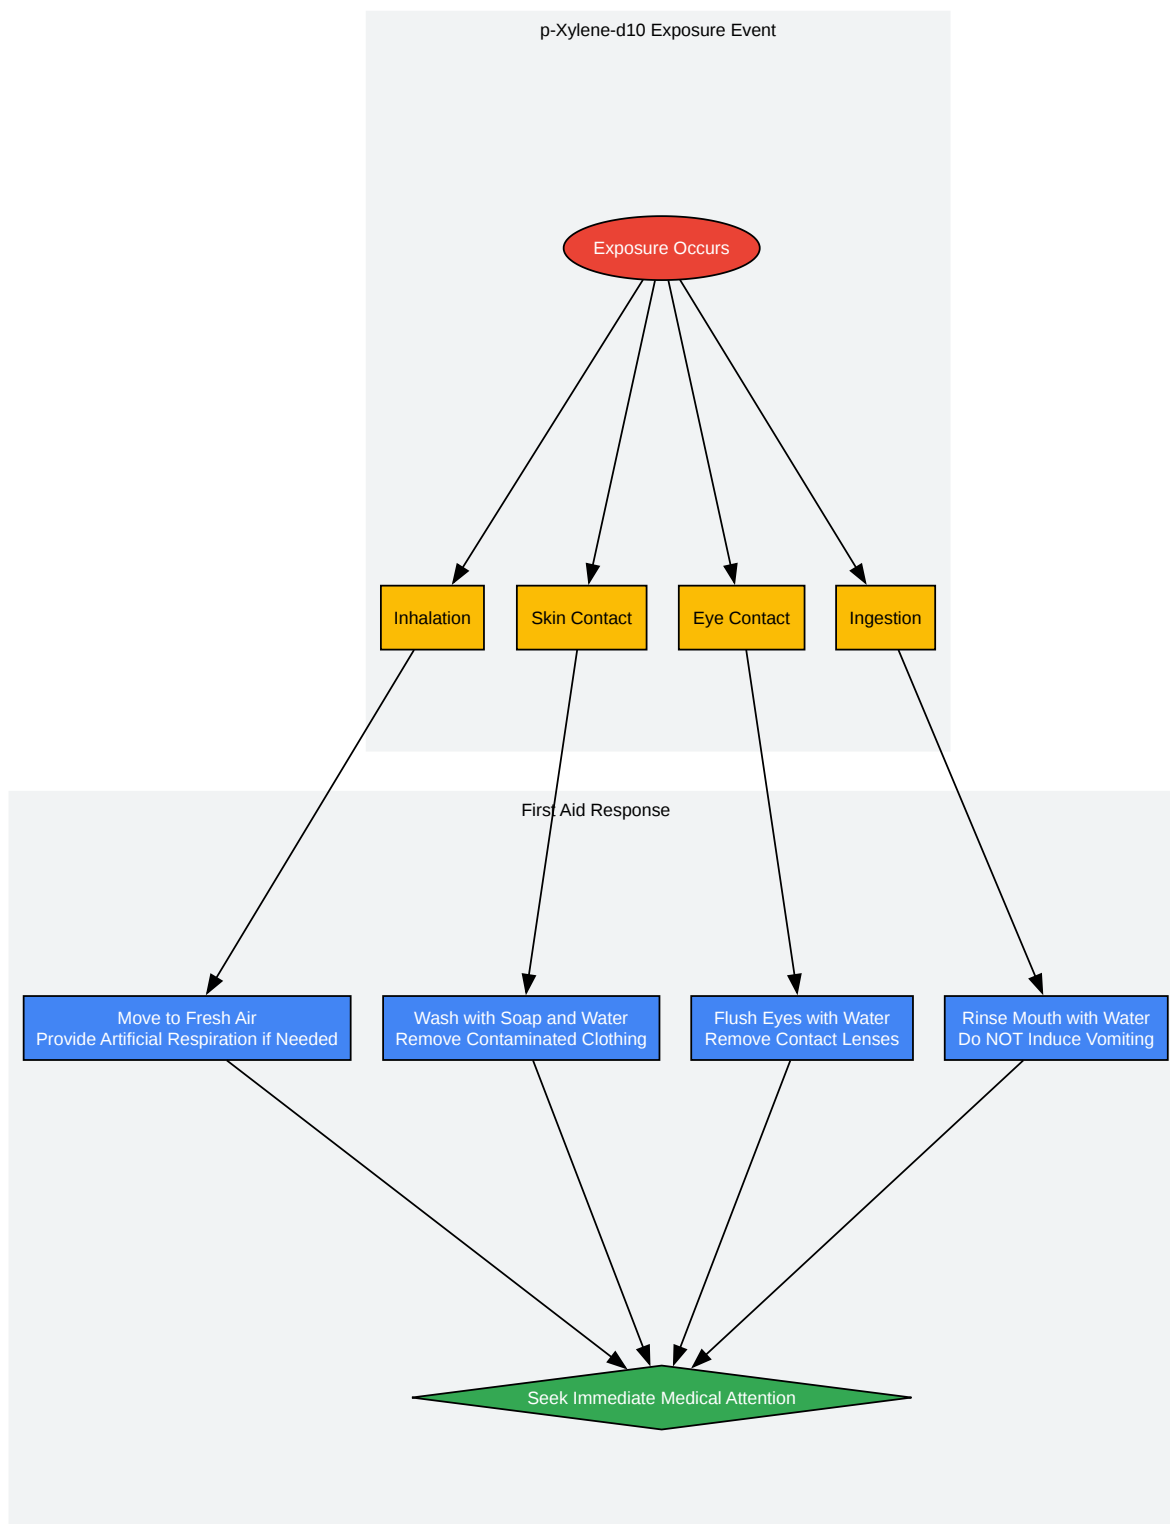 p-Xylene-d10 Exposure Event
Exposure Occurs
Inhalation
Skin Contact
Eye Contact
Ingestion
First Aid Response
Move to Fresh Air
Provide Artificial Respiration if Needed
Wash with Soap and Water
Remove Contaminated Clothing
Flush Eyes with Water
Remove Contact Lenses
Rinse Mouth with Water
Do NOT Induce Vomiting
Seek Immediate Medical Attention